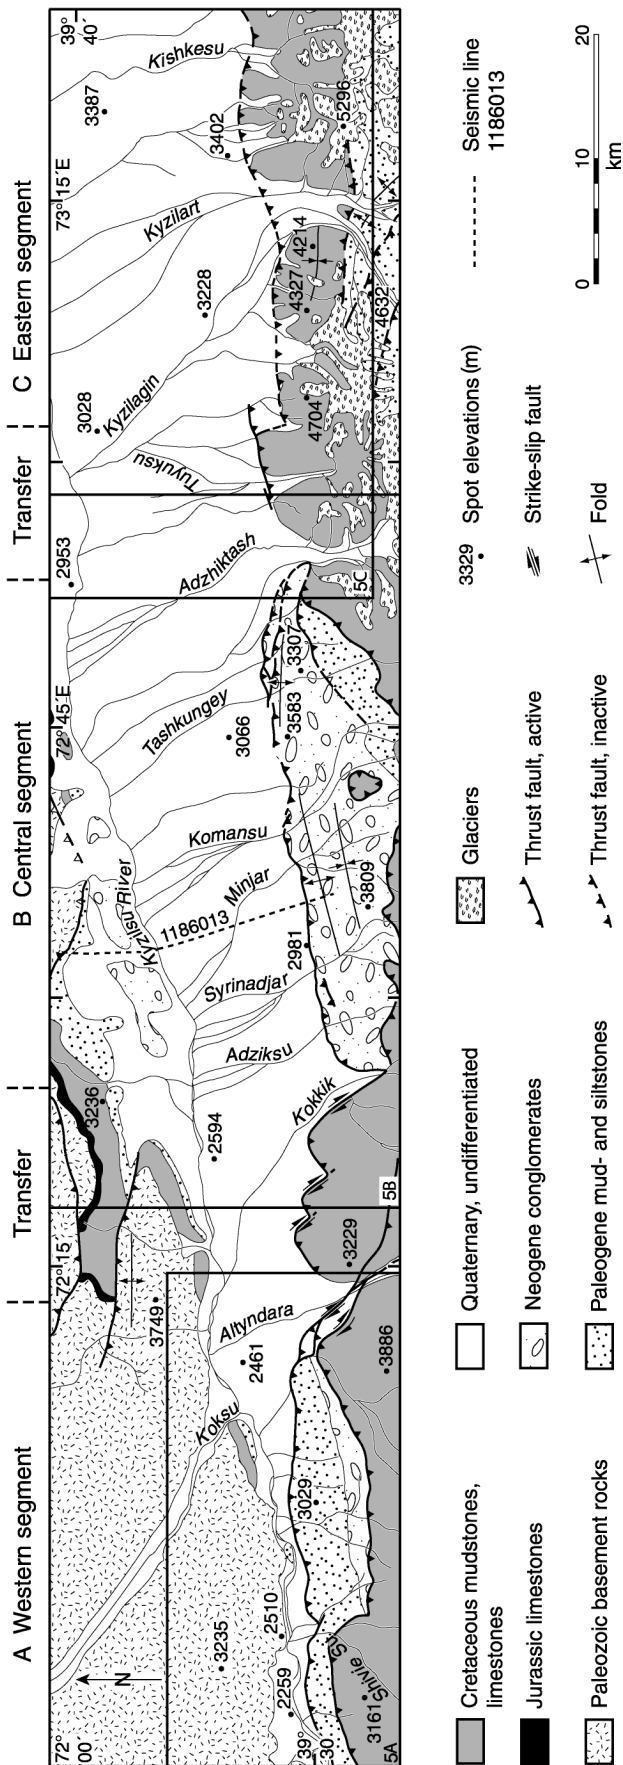 A Western segment
Transfer
B Central segment
Transfer
C Eastern segment
72°
00´
72°15´
72°45´E
73°15´E
39°
40´
N
3749
3236
2953
3028
3387
Kishkesu
Koksu
Kyzilsu River
1186013
Kyzilart
3402
3235
2461
Altyndara
2594
3066
Tashkungey
Adzhiktash
Tuyuksu
Kyzilagin
3228
2510
2259
Adziksu
Syrinadjar
Minjar
Komansu
39°
30´
3029
Kokkik
2981
3583
3307
4704
4327
4214
5296
3161
Shivile Su
3886
3229
3809
4632
5A
5B
5C
Cretaceous mudstones,
limestones
Jurassic limestones
Paleozoic basement rocks
Quaternary, undifferentiated
Neogene conglomerates
Paleogene mud- and siltstones
Glaciers
Thrust fault, active
Thrust fault, inactive
3329 Spot elevations (m)
Strike-slip fault
Fold
Seismic line
1186013
0 10 20
km